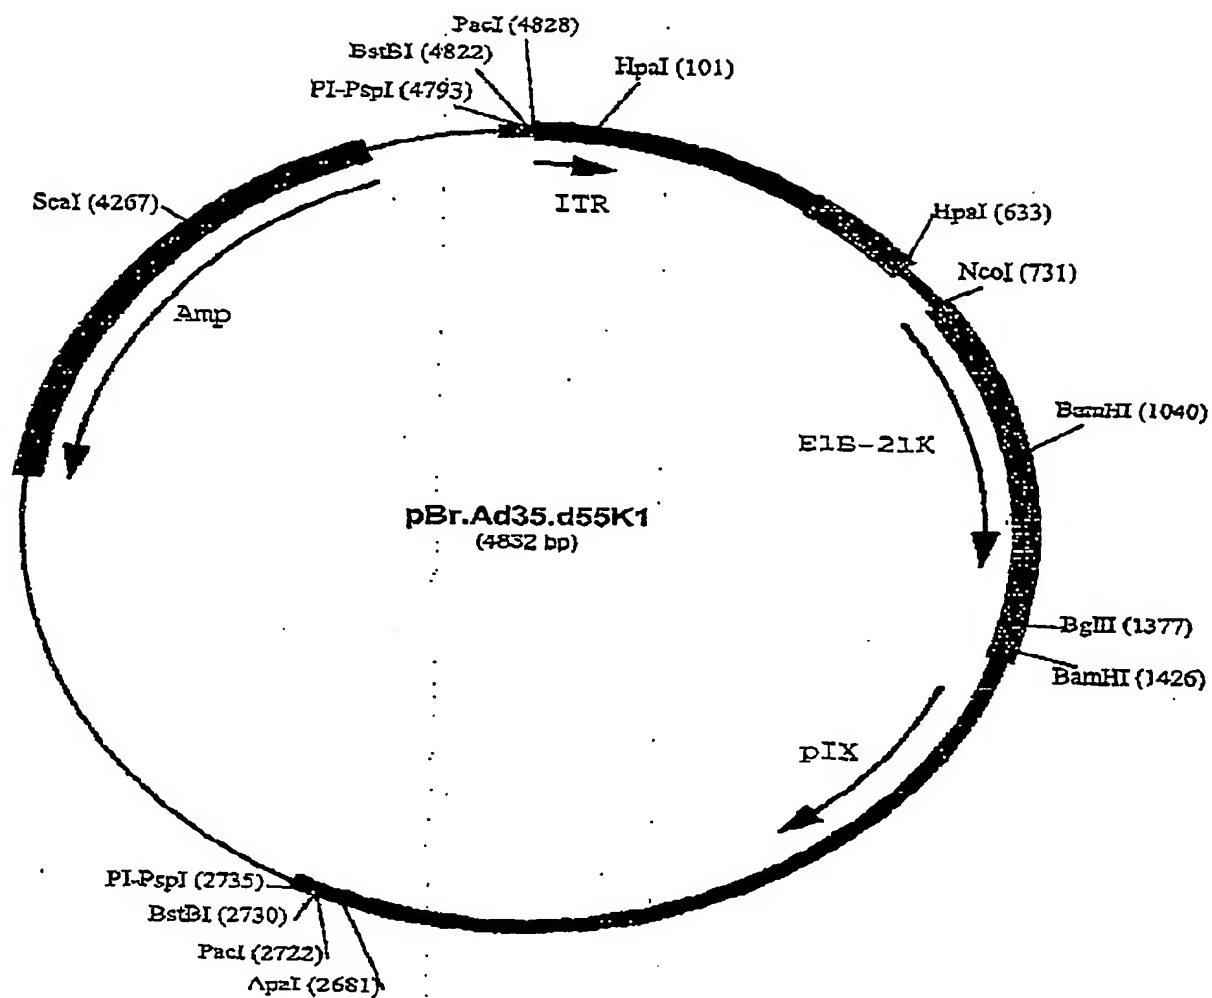 PacI (4828)
BstBI (4822)
HpaI (101)
PI-PspI (4793)
ScaI (4267)
ITR
HpaI (633)
NcoI (731)
Amp
BamHI (1040)
E1B-21K
pBr.Ad35.d55K1
(4832 bp)
BglII (1377)
BamHI (1426)
pIX
PI-PspI (2735)
BstBI (2730)
PacI (2722)
ApaI (2681)